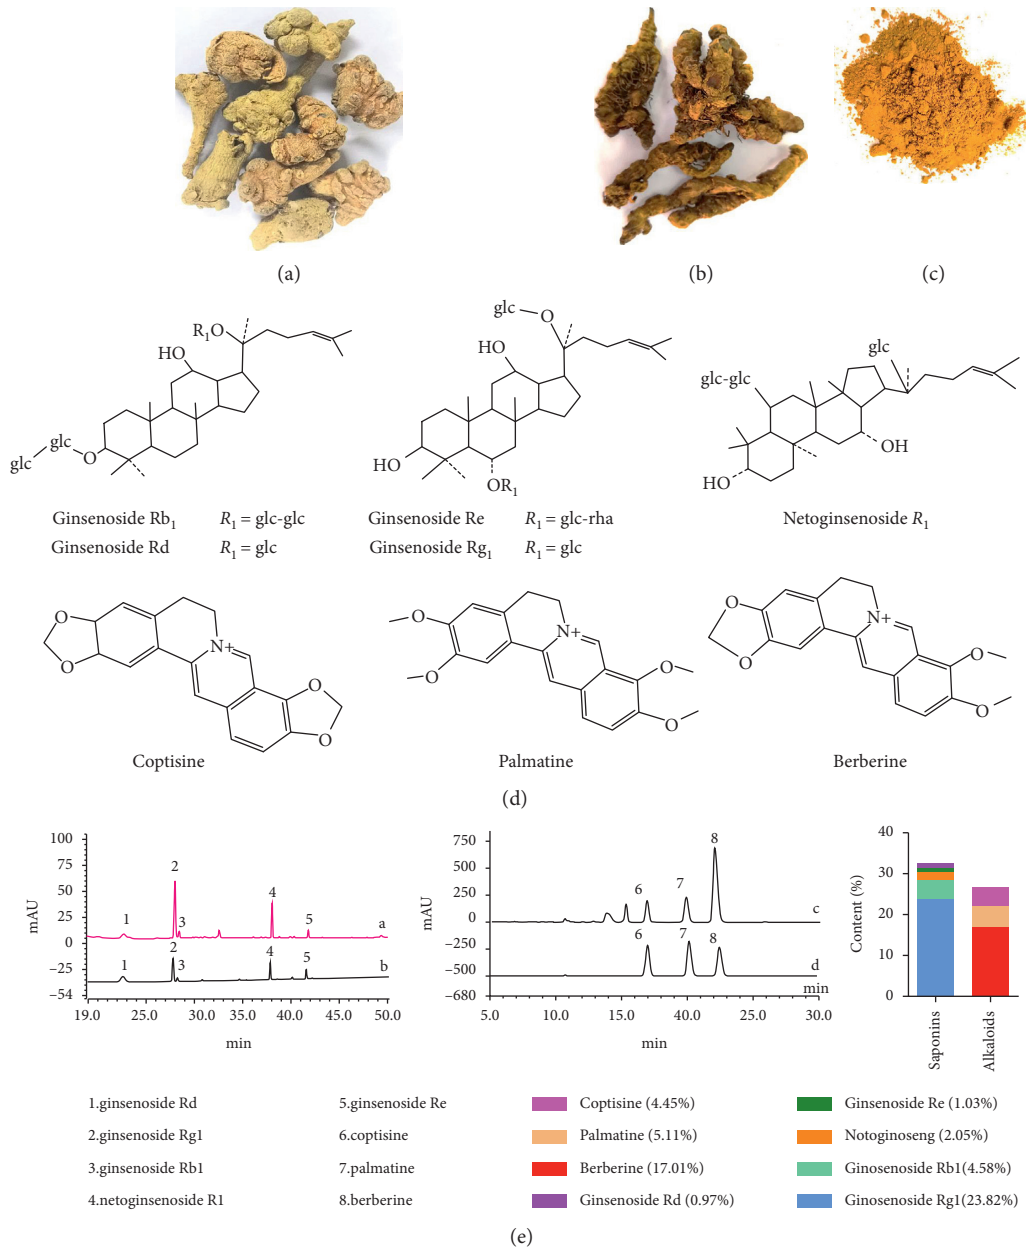 (a)
(b)
(c)
R1O
HO
glc
glc
O
Ginsenoside Rb1 R1 = glc-glc
Ginsenoside Rd R1 = glc
glc
O
HO
HO
OR1
Ginsenoside Re R1 = glc-rha
Ginsenoside Rg1 R1 = glc
glc
glc-glc
OH
HO
Netoginsenoside R1
O
O
N+
O
O
Coptisine
O
O
N+
O
O
Palmatine
O
O
N+
O
O
Berberine
(d)
100
75
50
25
0
−25
−54
mAU
1
2
3
4
5
a
1
2
3
4
5
b
19.0 25.0 30.0 35.0 40.0 45.0 50.0
min
750
500
250
0
−250
−500
−680
mAU
6
7
8
c
6
7
8
d
min
5.0 10.0 35.0 40.0 25.0 30.0
min
40
30
20
10
0
Content (%)
Saponins
Alkaloids
1.ginsenoside Rd
2.ginsenoside Rg1
3.ginsenoside Rb1
4.netoginsenoside R1
5.ginsenoside Re
6.coptisine
7.palmatine
8.berberine
Coptisine (4.45%)
Palmatine (5.11%)
Berberine (17.01%)
Ginsenoside Rd (0.97%)
Ginsenoside Re (1.03%)
Notoginoseng (2.05%)
Ginosenoside Rb1(4.58%)
Ginosenoside Rg1(23.82%)
(e)